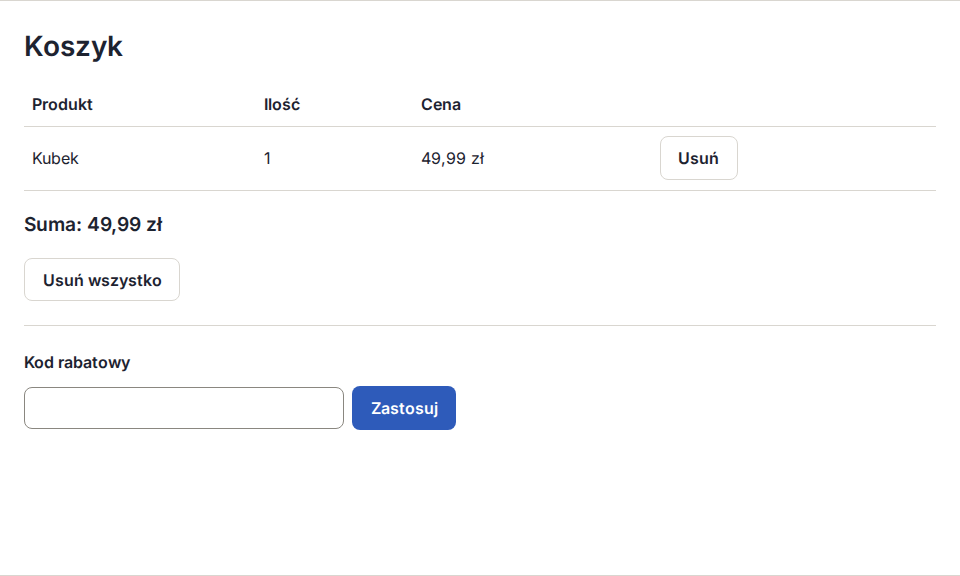 Koszyk
Produkt Ilość Cena
Kubek 1 49,99 zł Usuń
Suma: 49,99 zł
Usuń wszystko
Kod rabatowy
Zastosuj